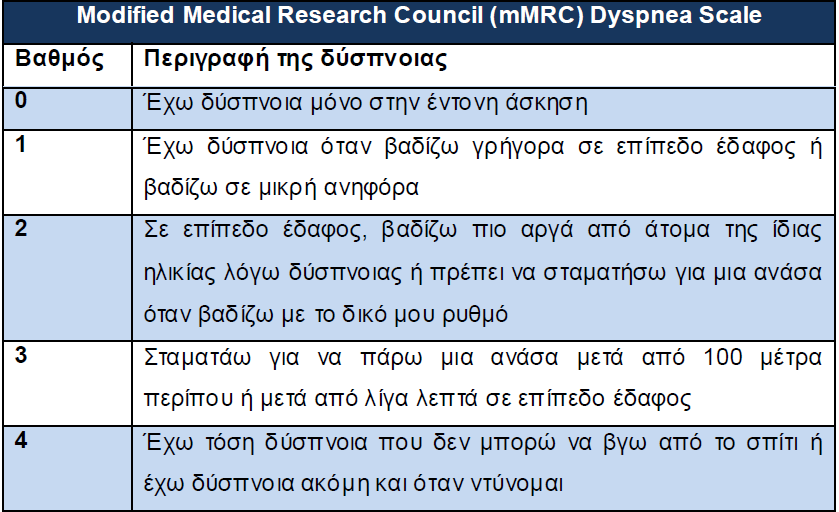 Modified Medical Research Council (mMRC) Dyspnea Scale
Βαθμός Περιγραφή της δύσπνοιας
0 Έχω δύσπνοια μόνο στην έντονη άσκηση
1 Έχω δύσπνοια όταν βαδίζω γρήγορα σε επίπεδο έδαφος ή
βαδίζω σε μικρή ανηφόρα
2 Σε επίπεδο έδαφος, βαδίζω πιο αργά από άτομα της ίδιας
ηλικίας λόγω δύσπνοιας ή πρέπει να σταματήσω για μια ανάσα
όταν βαδίζω με το δικό μου ρυθμό
3 Σταματάω για να πάρω μια ανάσα μετά από 100 μέτρα
περίπου ή μετά από λίγα λεπτά σε επίπεδο έδαφος
4 Έχω τόση δύσπνοια που δεν μπορώ να βγω από το σπίτι ή
έχω δύσπνοια ακόμη και όταν ντύνομαι